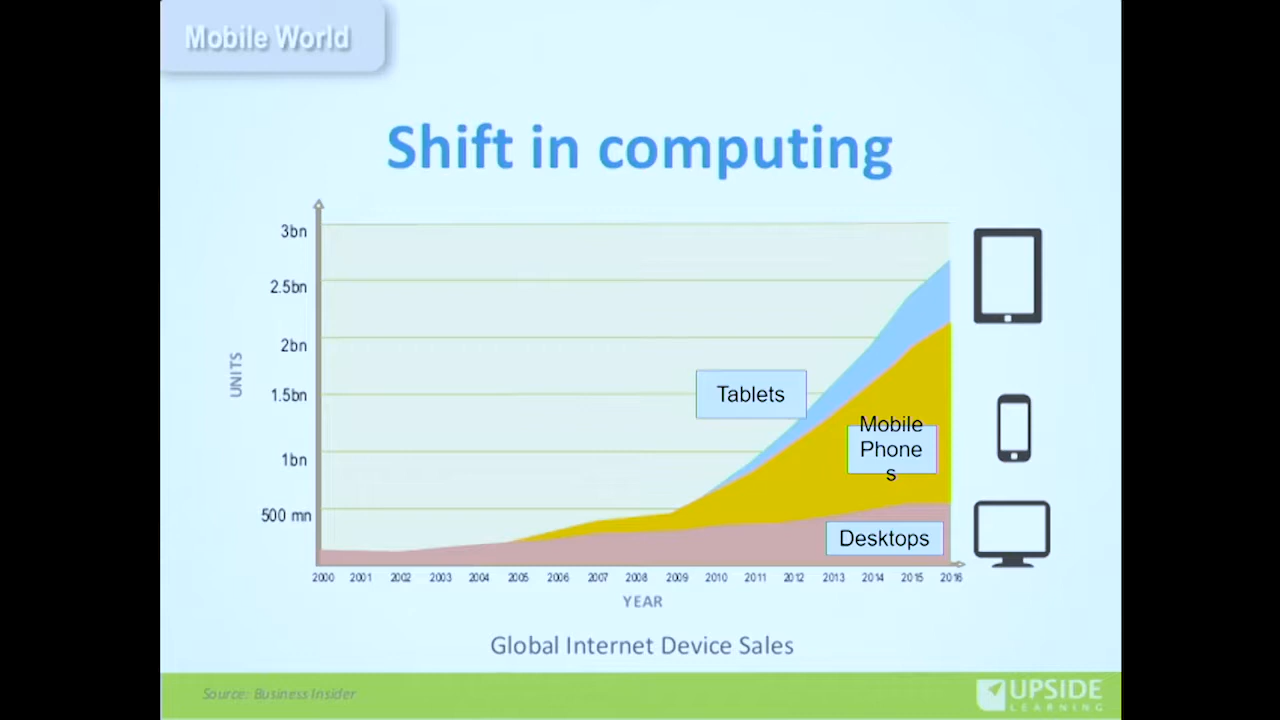 Mobile World
Shift in computing
3bn
2.5bn
2bn
1.5bn
1bn
500 mn
UNITS
Tablets
Mobile
Phone
s
Desktops
2000 2001 2002 2003 2004 2005 2006 2007 2008 2009 2010 2011 2012 2013 2014 2015 2016
YEAR
Global Internet Device Sales
Source: Business Insider
UPSIDE
LEARNING